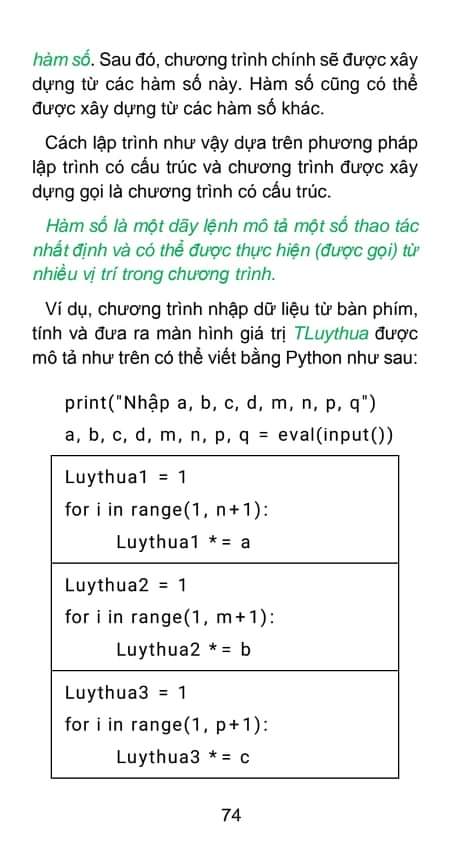 hàm số. Sau đó, chương trình chính sẽ được xây
dựng từ các hàm số này. Hàm số cũng có thể
được xây dựng từ các hàm số khác.
Cách lập trình như vậy dựa trên phương pháp
lập trình có cấu trúc và chương trình được xây
dựng gọi là chương trình có cấu trúc.
Hàm số là một dãy lệnh mô tả một số thao tác
nhất định và có thể được thực hiện (được gọi) từ
nhiều vị trí trong chương trình.
Ví dụ, chương trình nhập dữ liệu từ bàn phím,
tính và đưa ra màn hình giá trị TLuythua được
mô tả như trên có thể viết bằng Python như sau:
print("Nhập a, b, c, d, m, n, p, q")
a, b, c, d, m, n, p, q = eval(input())
Luythua1 = 1
for i in range(1, n+1):
Luythua1 *= a
Luythua2 = 1
for i in range(1, m+1):
Luythua2 *= b
Luythua3 = 1
for i in range(1, p+1):
Luythua3 *= c
74